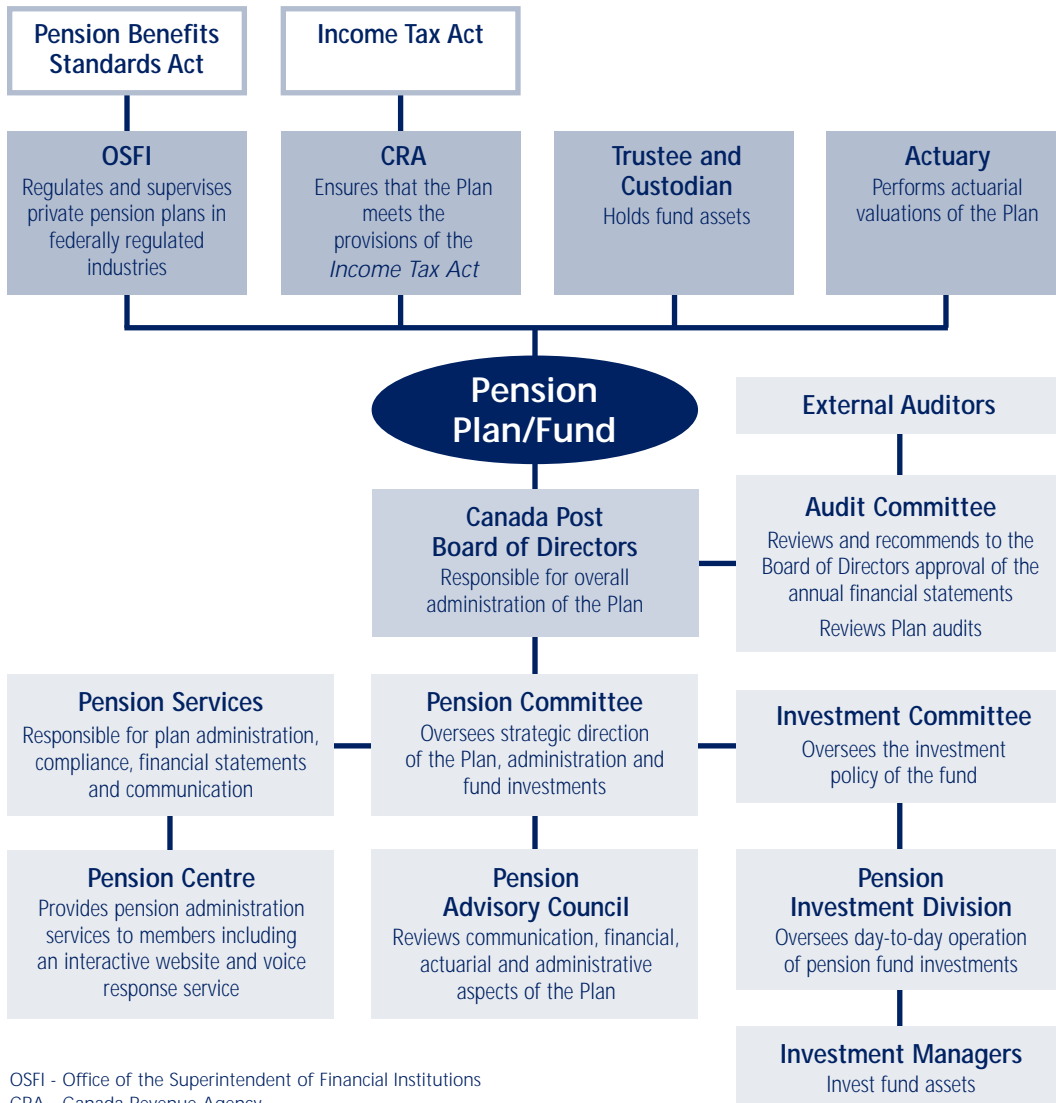 Pension Benefits
Standards Act
Income Tax Act
OSFI
Regulates and supervises
private pension plans in
federally regulated
industries
CRA
Ensures that the Plan
meets the
provisions of the
Income Tax Act
Trustee and
Custodian
Holds fund assets
Actuary
Performs actuarial
valuations of the Plan
Pension
Plan/Fund
External Auditors
Canada Post
Board of Directors
Responsible for overall
administration of the Plan
Audit Committee
Reviews and recommends to the
Board of Directors approval of the
annual financial statements
Reviews Plan audits
Pension Services
Responsible for plan administration,
compliance, financial statements
and communication
Pension Committee
Oversees strategic direction
of the Plan, administration and
fund investments
Investment Committee
Oversees the investment
policy of the fund
Pension Centre
Provides pension administration
services to members including
an interactive website and voice
response service
Pension
Advisory Council
Reviews communication, financial,
actuarial and administrative
aspects of the Plan
Pension
Investment Division
Oversees day-to-day operation
of pension fund investments
Investment Managers
Invest fund assets
OSFI - Office of the Superintendent of Financial Institutions
CRA - Canada Revenue Agency